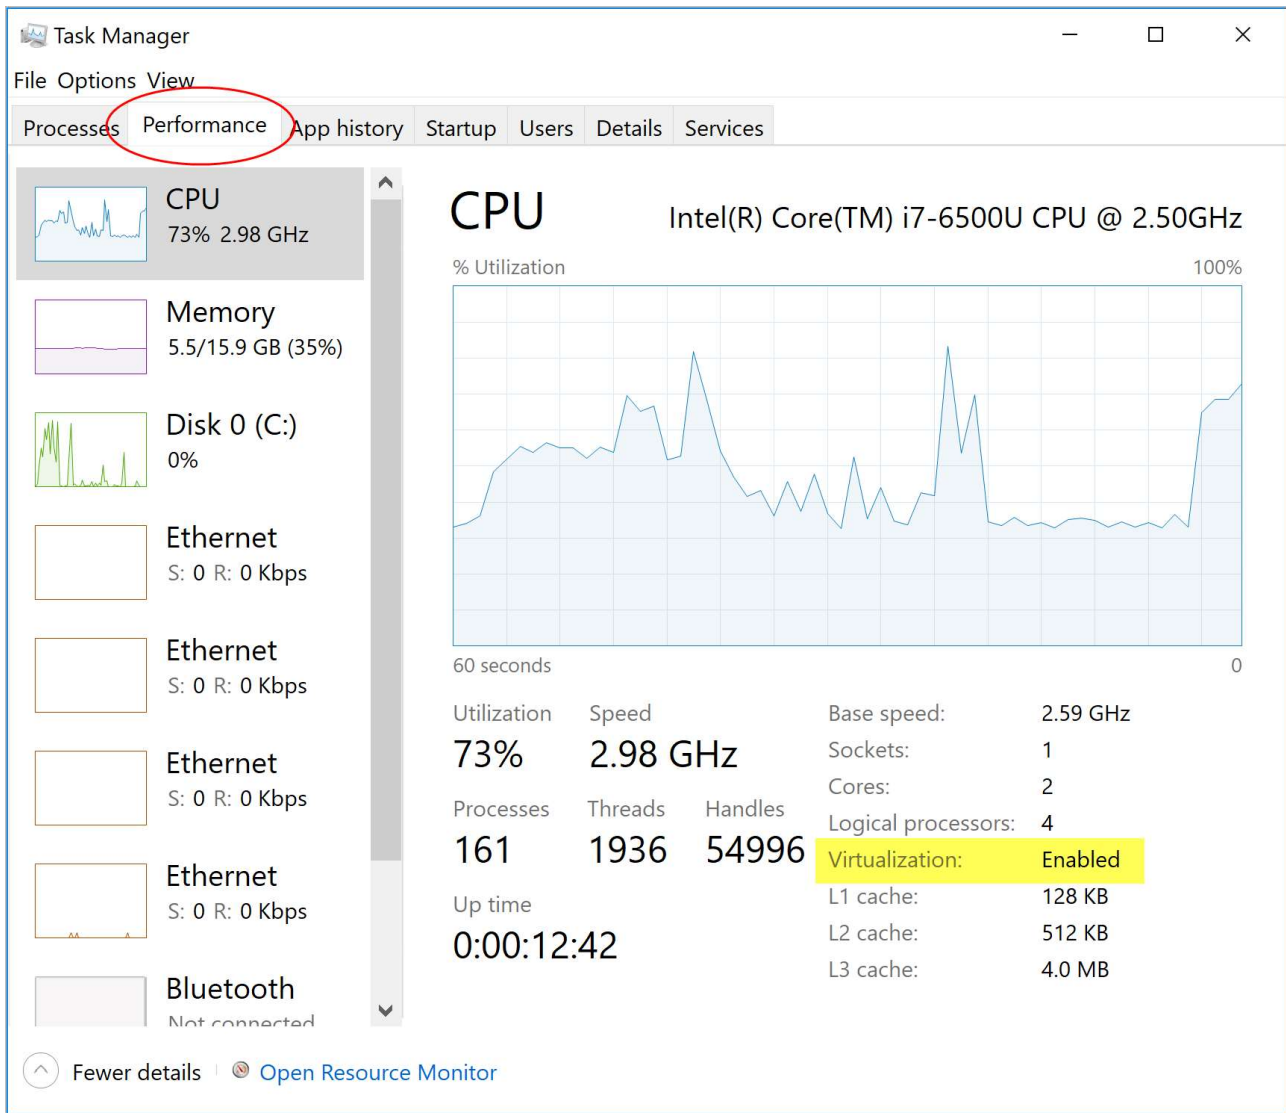 Task Manager
File Options View
Processes Performance App history Startup Users Details Services
CPU
73% 2.98 GHz
Memory
5.5/15.9 GB (35%)
Disk 0 (C:)
0%
Ethernet
S: 0 R: 0 Kbps
Ethernet
S: 0 R: 0 Kbps
Ethernet
S: 0 R: 0 Kbps
Ethernet
S: 0 R: 0 Kbps
Bluetooth
Not connected
CPU Intel(R) Core(TM) i7-6500U CPU @ 2.50GHz
% Utilization 100%
60 seconds 0
Utilization Speed
73% 2.98 GHz
Processes Threads Handles
161 1936 54996
Up time
0:00:12:42
Base speed: 2.59 GHz
Sockets: 1
Cores: 2
Logical processors: 4
Virtualization: Enabled
L1 cache: 128 KB
L2 cache: 512 KB
L3 cache: 4.0 MB
Fewer details Open Resource Monitor